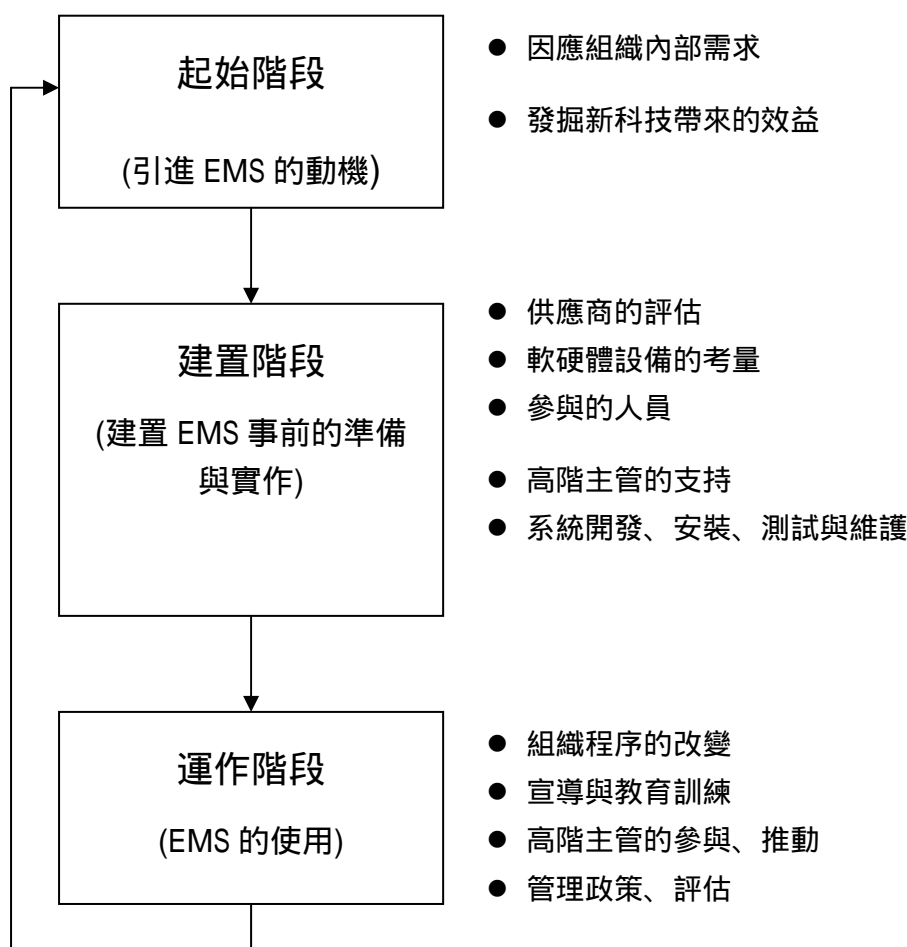 起始階段
(引進 EMS 的動機)
● 因應組織內部需求
● 發掘新科技帶來的效益
建置階段
(建置 EMS 事前的準備
與實作)
● 供應商的評估
● 軟硬體設備的考量
● 參與的人員
● 高階主管的支持
● 系統開發、安裝、測試與維護
運作階段
(EMS 的使用)
● 組織程序的改變
● 宣導與教育訓練
● 高階主管的參與、推動
● 管理政策、評估